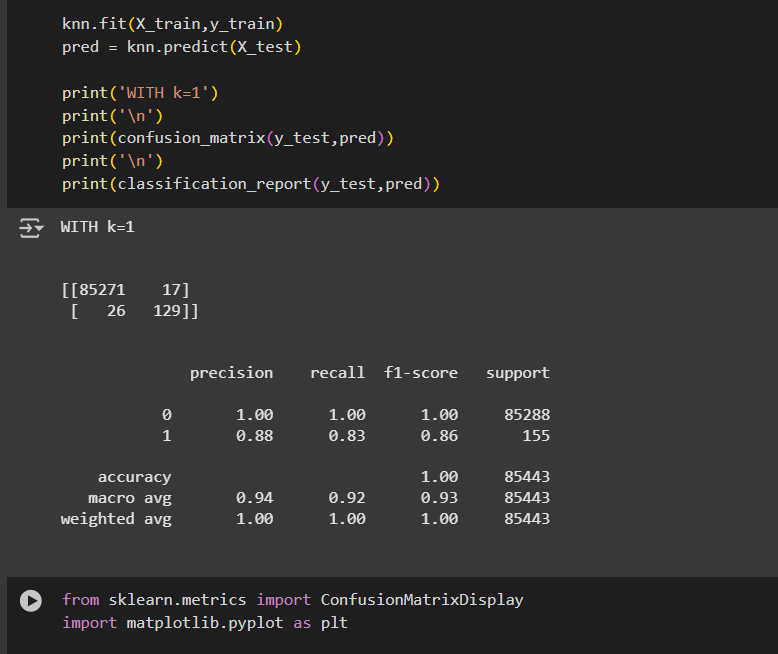 knn.fit(X_train,y_train)
pred = knn.predict(X_test)
print('WITH k=1')
print('\n')
print(confusion_matrix(y_test,pred))
print('\n')
print(classification_report(y_test,pred))
WITH k=1
[[85271    17]
 [   26   129]]
              precision    recall  f1-score   support
           0       1.00      1.00      1.00     85288
           1       0.88      0.83      0.86       155
    accuracy                           1.00     85443
   macro avg       0.94      0.92      0.93     85443
weighted avg       1.00      1.00      1.00     85443
from sklearn.metrics import ConfusionMatrixDisplay
import matplotlib.pyplot as plt